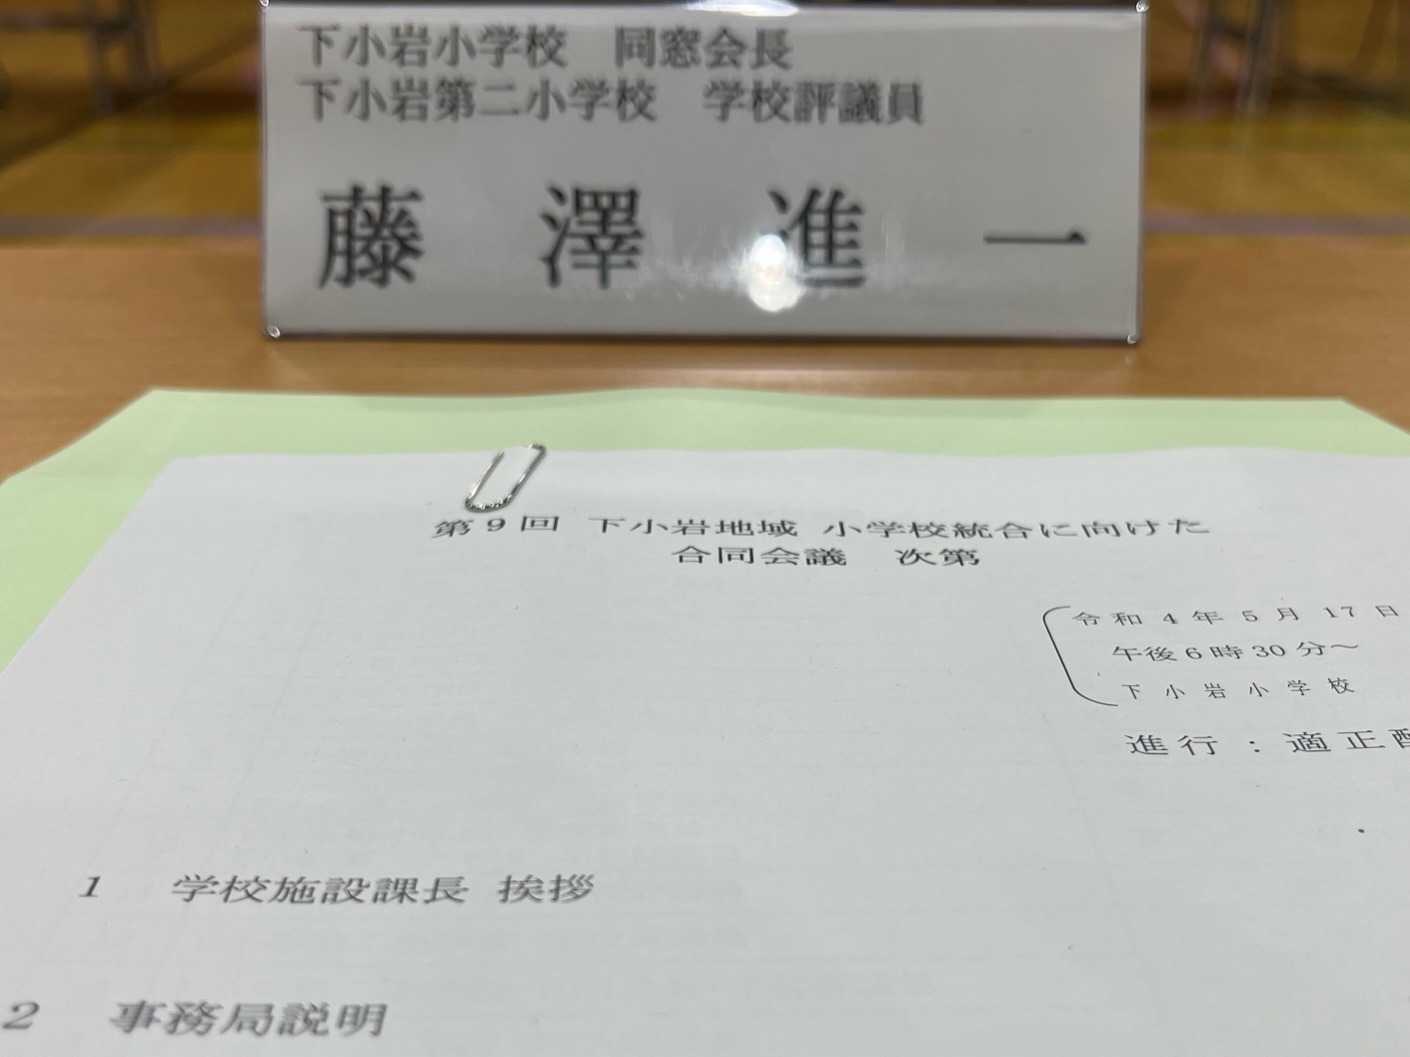 下小岩小学校　同窓会長
下小岩第二小学校　学校評議員
藤澤進一
第9回 下小岩地域 小学校統合に向けた
合同会議　次第
令和4年5月17日
午後6時30分～
下小岩小学校
進行：適正配
1　学校施設課長 挨拶
2　事務局説明